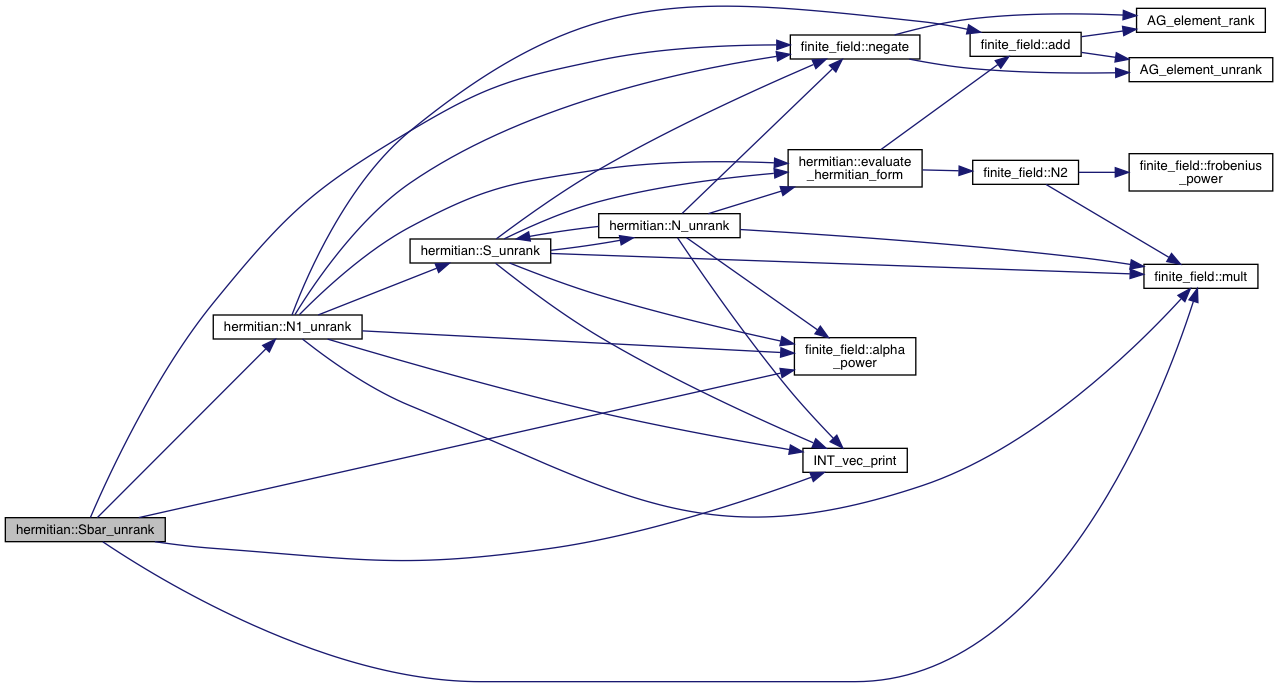 AG_element_rank
finite_field::add
finite_field::negate
AG_element_unrank
hermitian::evaluate
_hermitian_form
finite_field::N2
finite_field::frobenius
_power
hermitian::N_unrank
hermitian::S_unrank
finite_field::mult
hermitian::N1_unrank
finite_field::alpha
_power
INT_vec_print
hermitian::Sbar_unrank